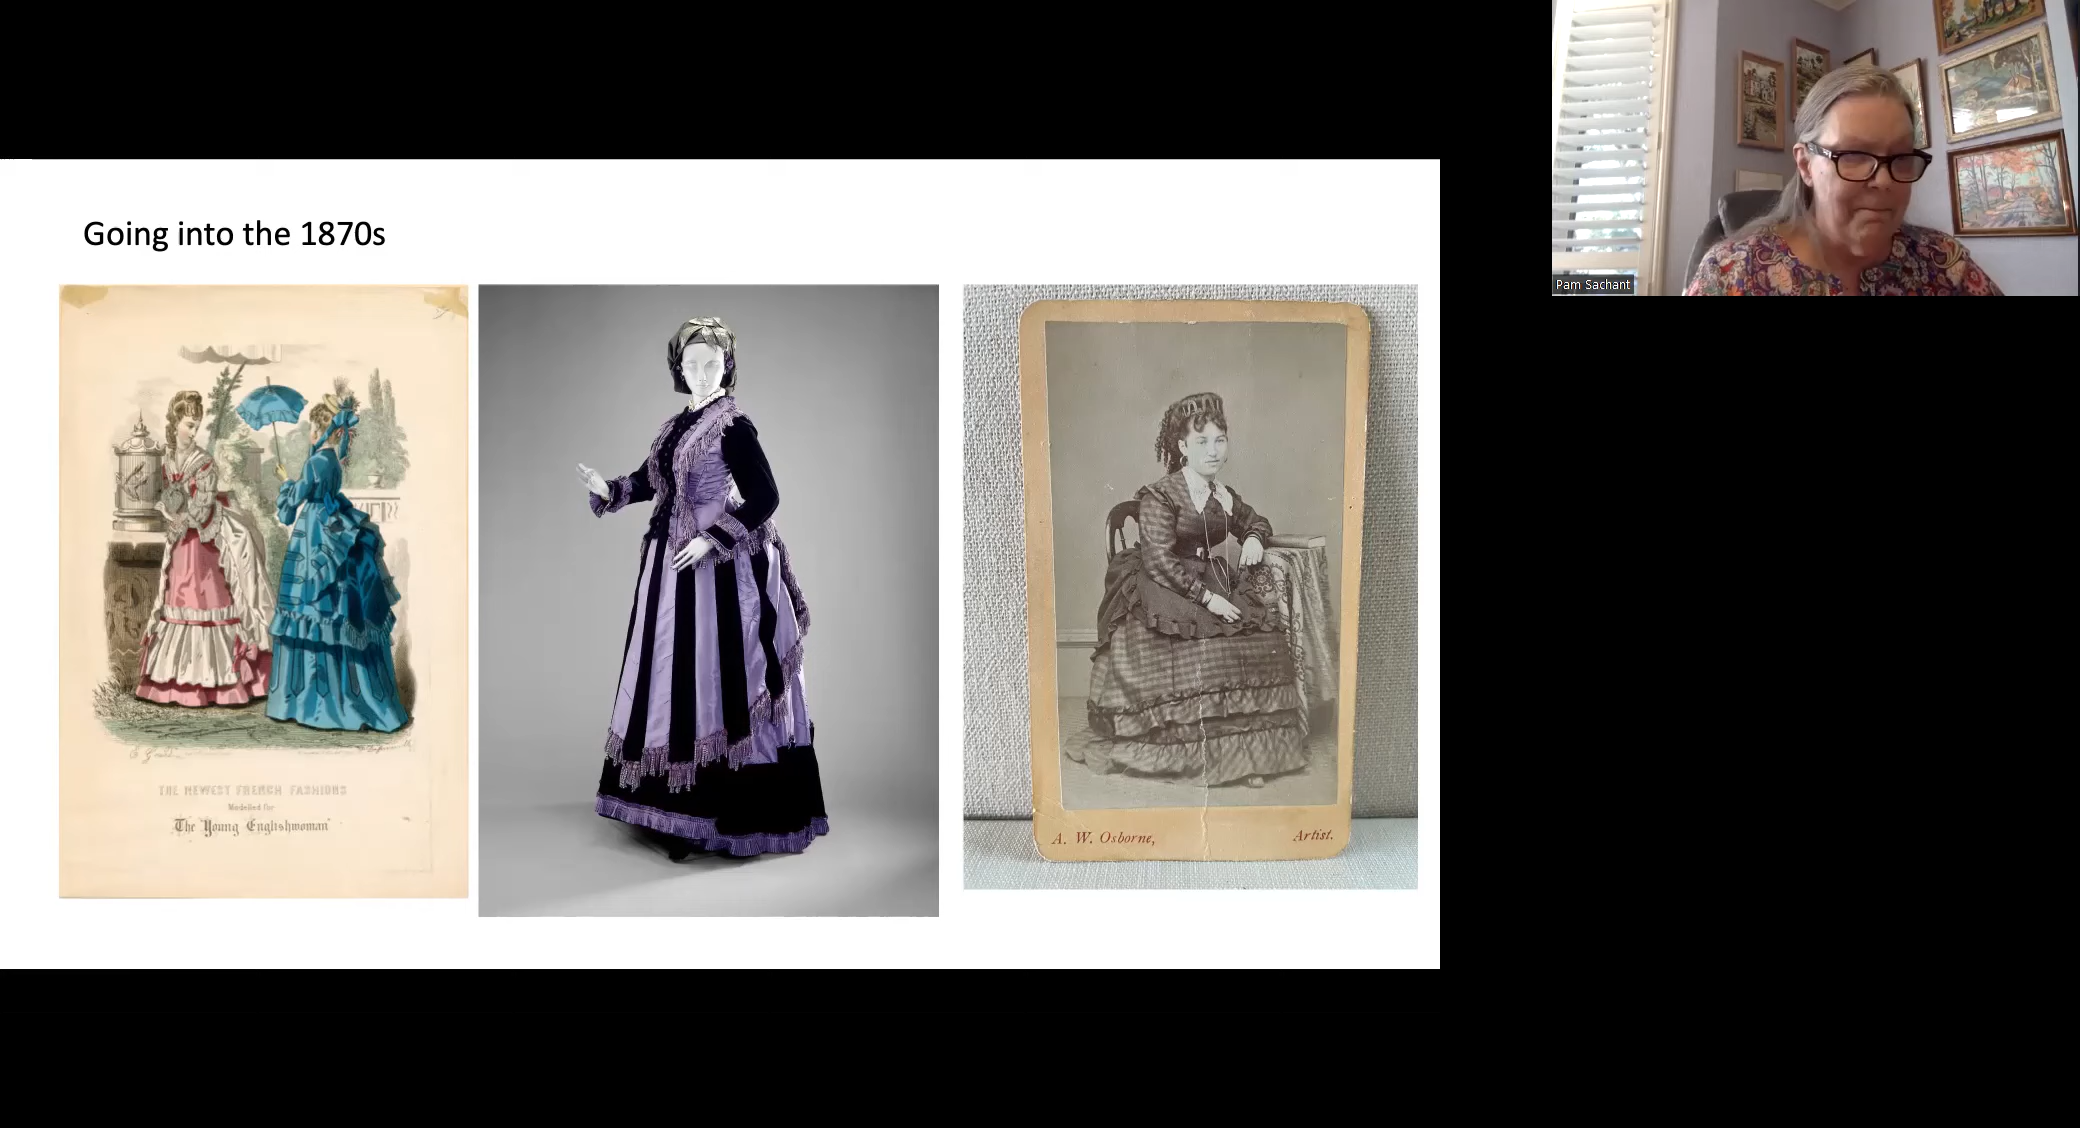 Going into the 1870s
THE NEWEST FRENCH FASHIONS
Modelled for
"The Young Englishwoman"
A. W. Osborne,
Artist.
Pam Sachant